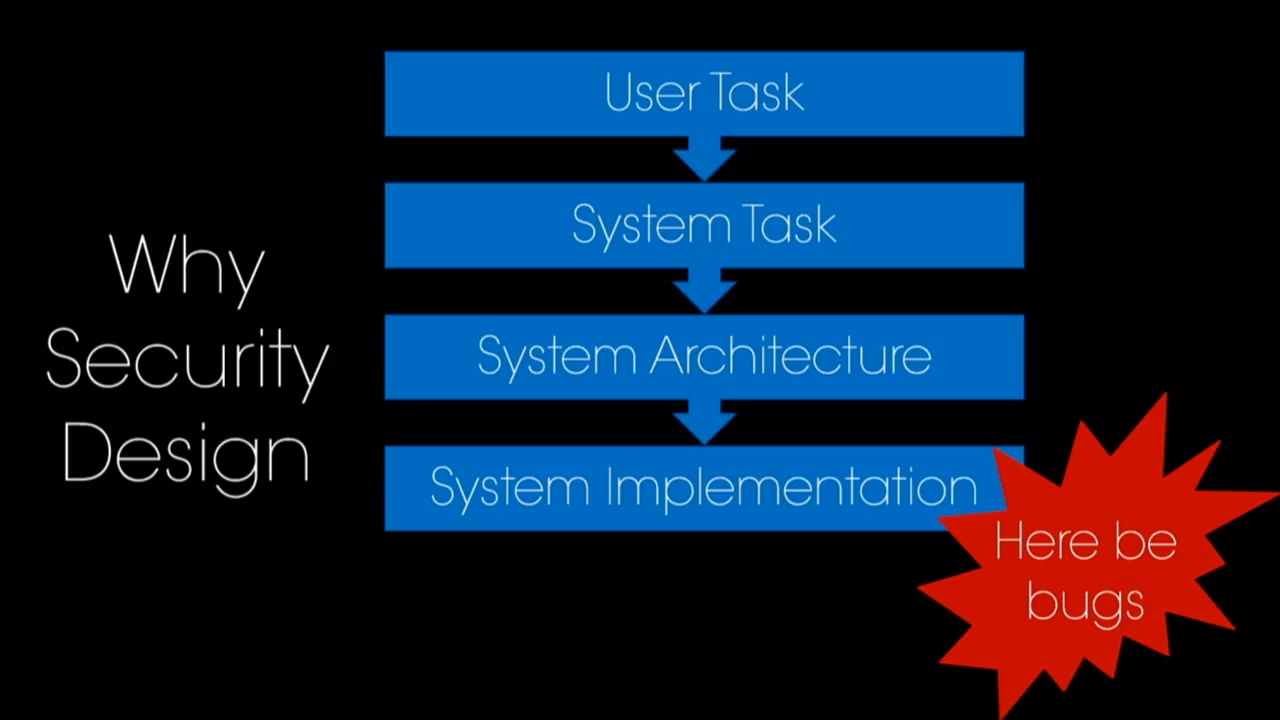 Why
Security
Design
User Task
System Task
System Architecture
System Implementation
Here be
bugs